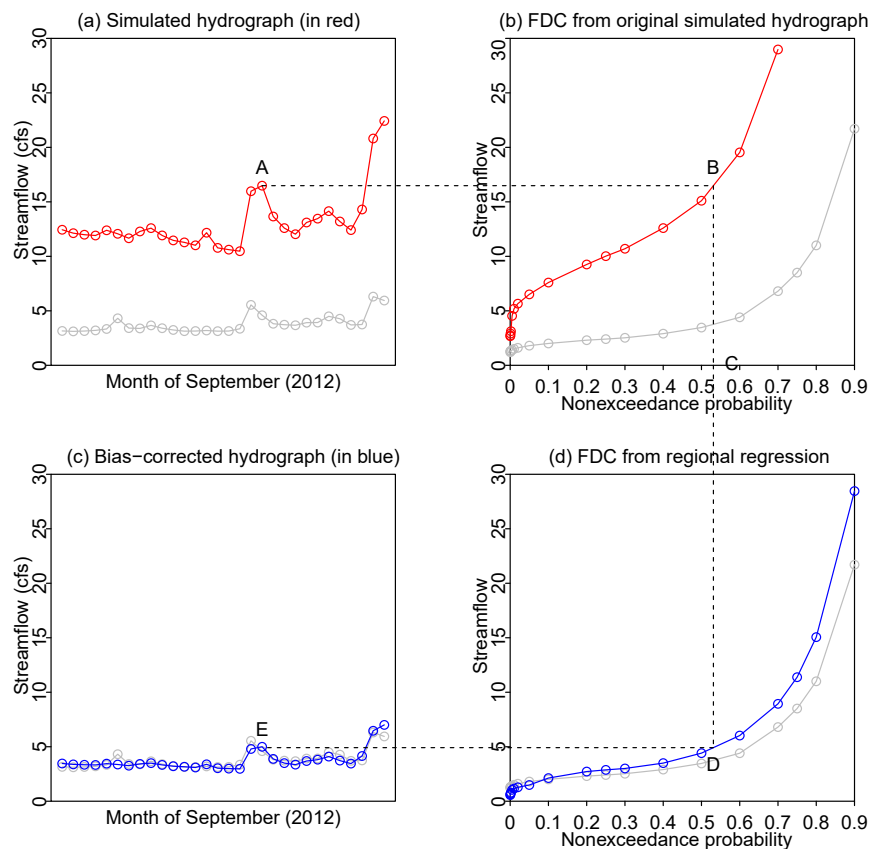 (a) Simulated hydrograph (in red)
Streamflow (cfs)
0
5
10
15
20
25
30
A
Month of September (2012)
(b) FDC from original simulated hydrograph
Streamflow
0
5
10
15
20
25
30
B
C
0 0.1 0.2 0.3 0.4 0.5 0.6 0.7 0.8 0.9
Nonexceedance probability
(c) Bias−corrected hydrograph (in blue)
Streamflow (cfs)
0
5
10
15
20
25
30
E
Month of September (2012)
(d) FDC from regional regression
Streamflow
0
5
10
15
20
25
30
D
0 0.1 0.2 0.3 0.4 0.5 0.6 0.7 0.8 0.9
Nonexceedance probability